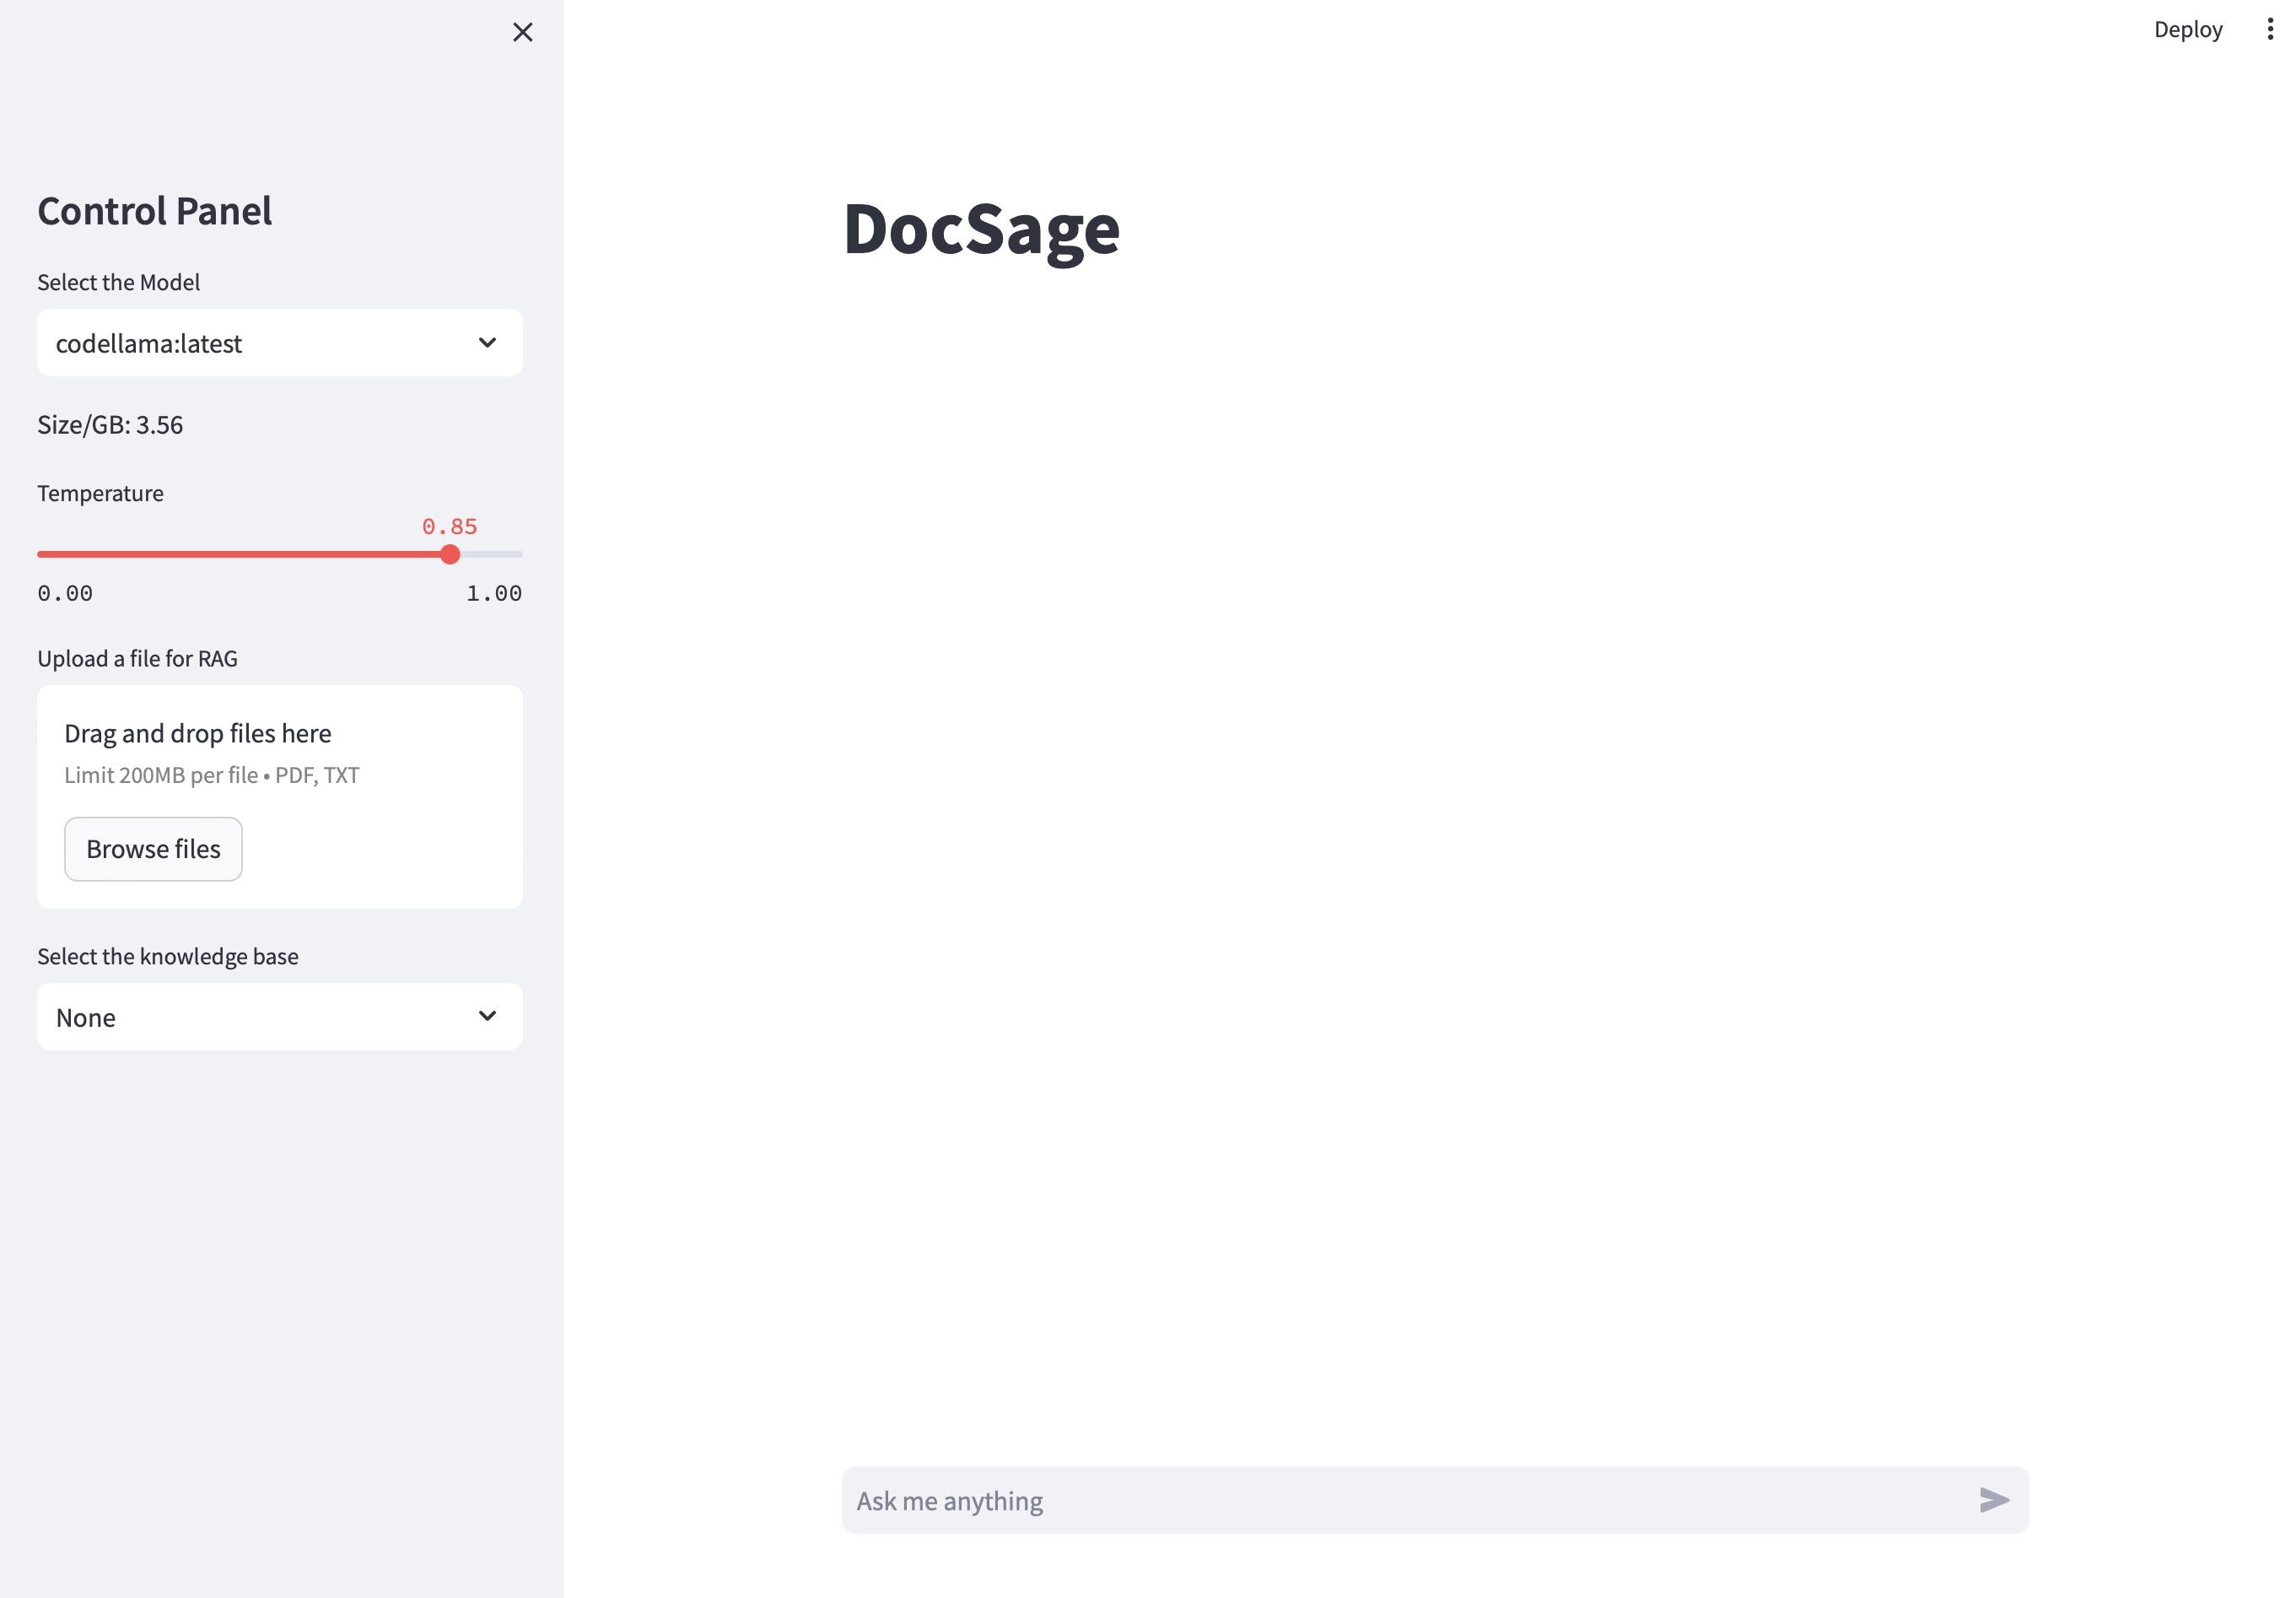 Deploy
Control Panel
Select the Model
codellama:latest
Size/GB: 3.56
Temperature
0.85
0.00 1.00
Upload a file for RAG
Drag and drop files here
Limit 200MB per file • PDF, TXT
Browse files
Select the knowledge base
None
DocSage
Ask me anything